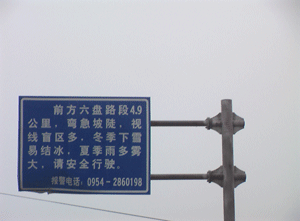 前方六盘路段4.9
公里，弯急坡陡，视
线盲区多，冬季下雪
易结冰，夏季雨多雾
大，请安全行驶。
报警电话：0954-2860198